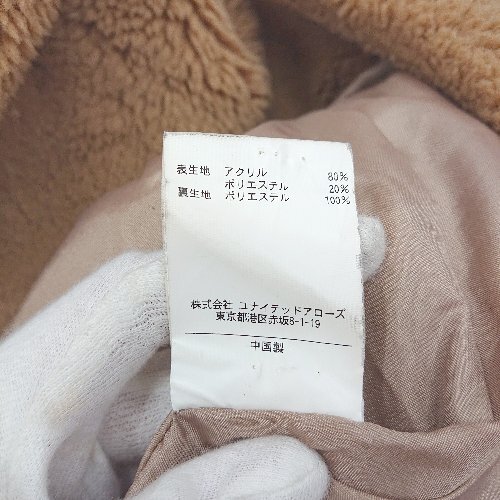 表生地 アクリル 80%
ポリエステル 20%
裏生地 ポリエステル 100%
株式会社 ユナイテッドアローズ
東京都港区赤坂8-1-19
中国製